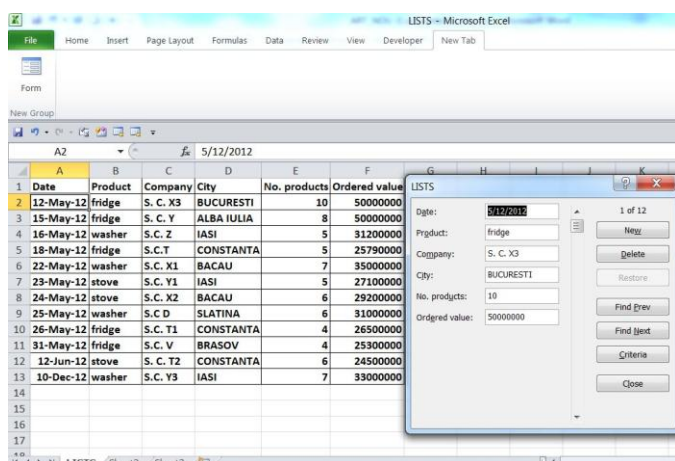 LISTS - Microsoft Excel
File Home Insert Page Layout Formulas Data Review View Developer New Tab
Form
New Group
A2 fx 5/12/2012
A B C D E F G H I J K
1 Date Product Company City No. products Ordered value
2 12-May-12 fridge S. C. X3 BUCURESTI 10 50000000
3 15-May-12 fridge S. C. Y ALBA IULIA 8 50000000
4 16-May-12 washer S.C. Z IASI 5 31200000
5 18-May-12 fridge S.C.T CONSTANTA 5 25790000
6 22-May-12 washer S.C. X1 BACAU 7 35000000
7 23-May-12 stove S.C. Y1 IASI 5 27100000
8 24-May-12 stove S.C. X2 BACAU 6 29200000
9 25-May-12 washer S.C D SLATINA 6 31000000
10 26-May-12 fridge S.C. T1 CONSTANTA 4 26500000
11 31-May-12 fridge S.C. V BRASOV 4 25300000
12 12-Jun-12 stove S. C. T2 CONSTANTA 6 24500000
13 10-Dec-12 washer S.C. Y3 IASI 7 33000000
14
15
16
17
LISTS
Date: 5/12/2012 1 of 12
Product: fridge New
Company: S. C. X3 Delete
City: BUCURESTI Restore
No. products: 10 Find Prev
Ordered value: 50000000 Find Next
Criteria
Close